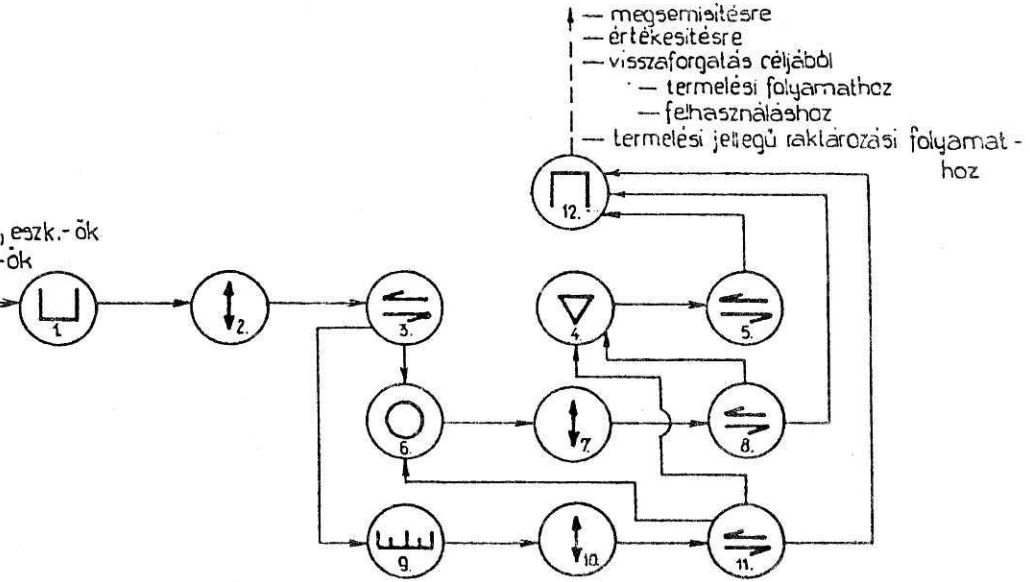 — megsemisitésre
— értékesitésre
— visszaforgatás céljából
— termelési folyamathoz
— felhasználáshoz
— termelési jellegű raktározási folyamat -
hoz
12.
, eszk.-ök
-ök
1.
2.
3.
4.
5.
6.
7.
8.
9.
10.
11.